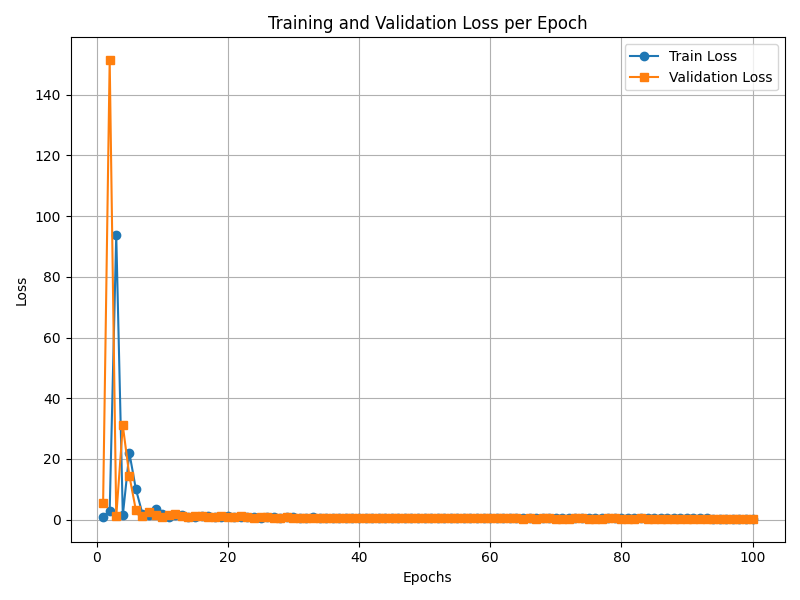 Training and Validation Loss per Epoch
Train Loss
Validation Loss
Loss
140
120
100
80
60
40
20
0
0 20 40 60 80 100
Epochs